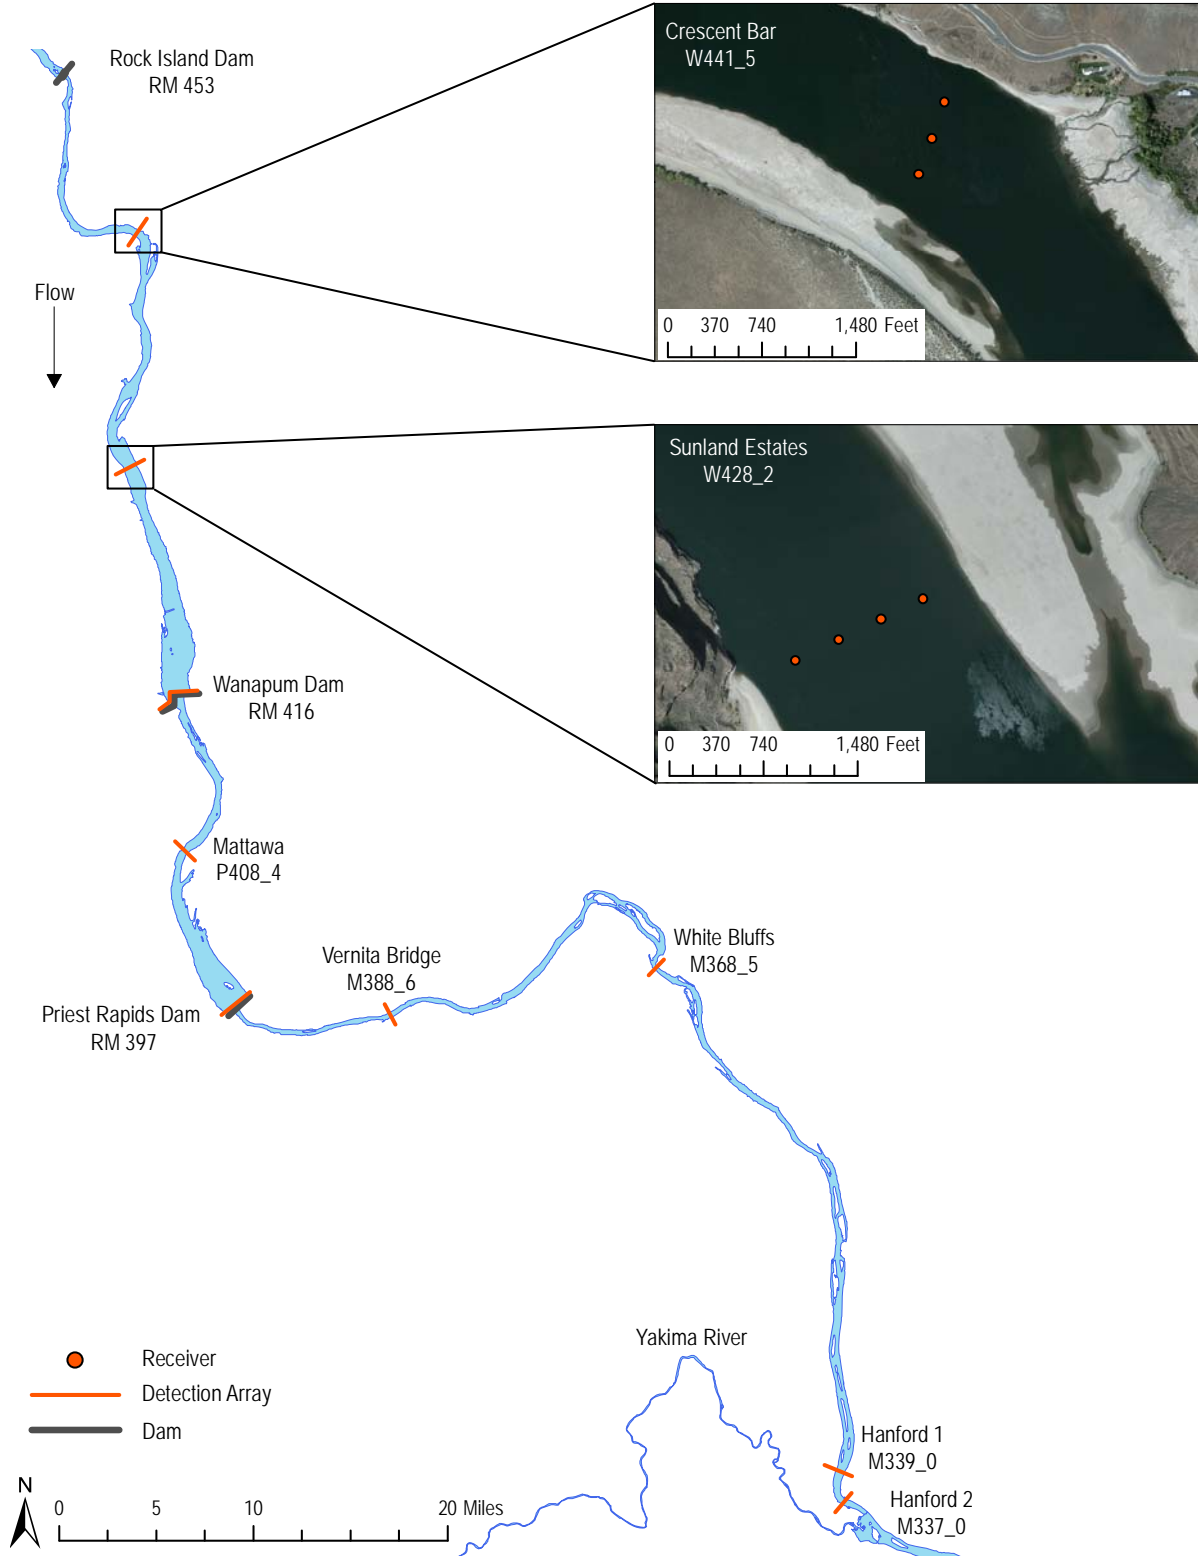 Rock Island Dam
RM 453
Crescent Bar
W441_5
0 370 740 1,480 Feet
Flow
Sunland Estates
W428_2
0 370 740 1,480 Feet
Wanapum Dam
RM 416
Mattawa
P408_4
Vernita Bridge
M388_6
White Bluffs
M368_5
Priest Rapids Dam
RM 397
Yakima River
Receiver
Detection Array
Dam
Hanford 1
M339_0
Hanford 2
M337_0
N
0 5 10 20 Miles